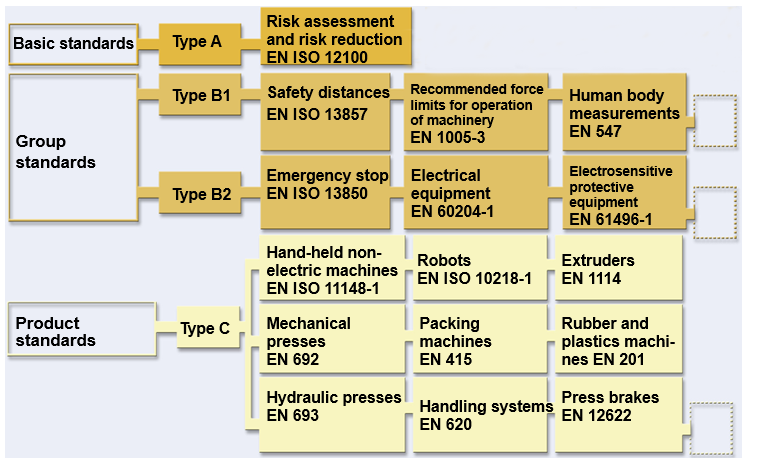 Basic standards
Type A
Risk assessment
and risk reduction
EN ISO 12100
Group
standards
Type B1
Safety distances
EN ISO 13857
Recommended force
limits for operation
of machinery
EN 1005-3
Human body
measurements
EN 547
Type B2
Emergency stop
EN ISO 13850
Electrical
equipment
EN 60204-1
Electrosensitive
protective
equipment
EN 61496-1
Product
standards
Type C
Hand-held non-
electric machines
EN ISO 11148-1
Robots
EN ISO 10218-1
Extruders
EN 1114
Mechanical
presses
EN 692
Packing
machines
EN 415
Rubber and
plastics machi-
nes EN 201
Hydraulic presses
EN 693
Handling systems
EN 620
Press brakes
EN 12622